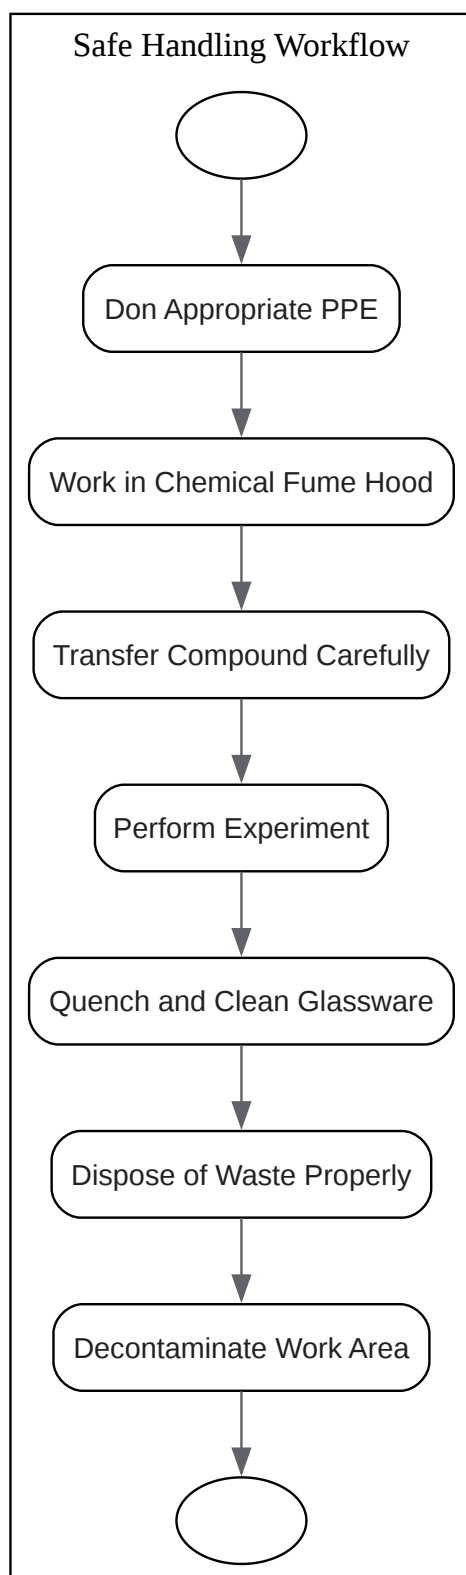 Safe Handling Workflow
Don Appropriate PPE
Work in Chemical Fume Hood
Transfer Compound Carefully
Perform Experiment
Quench and Clean Glassware
Dispose of Waste Properly
Decontaminate Work Area